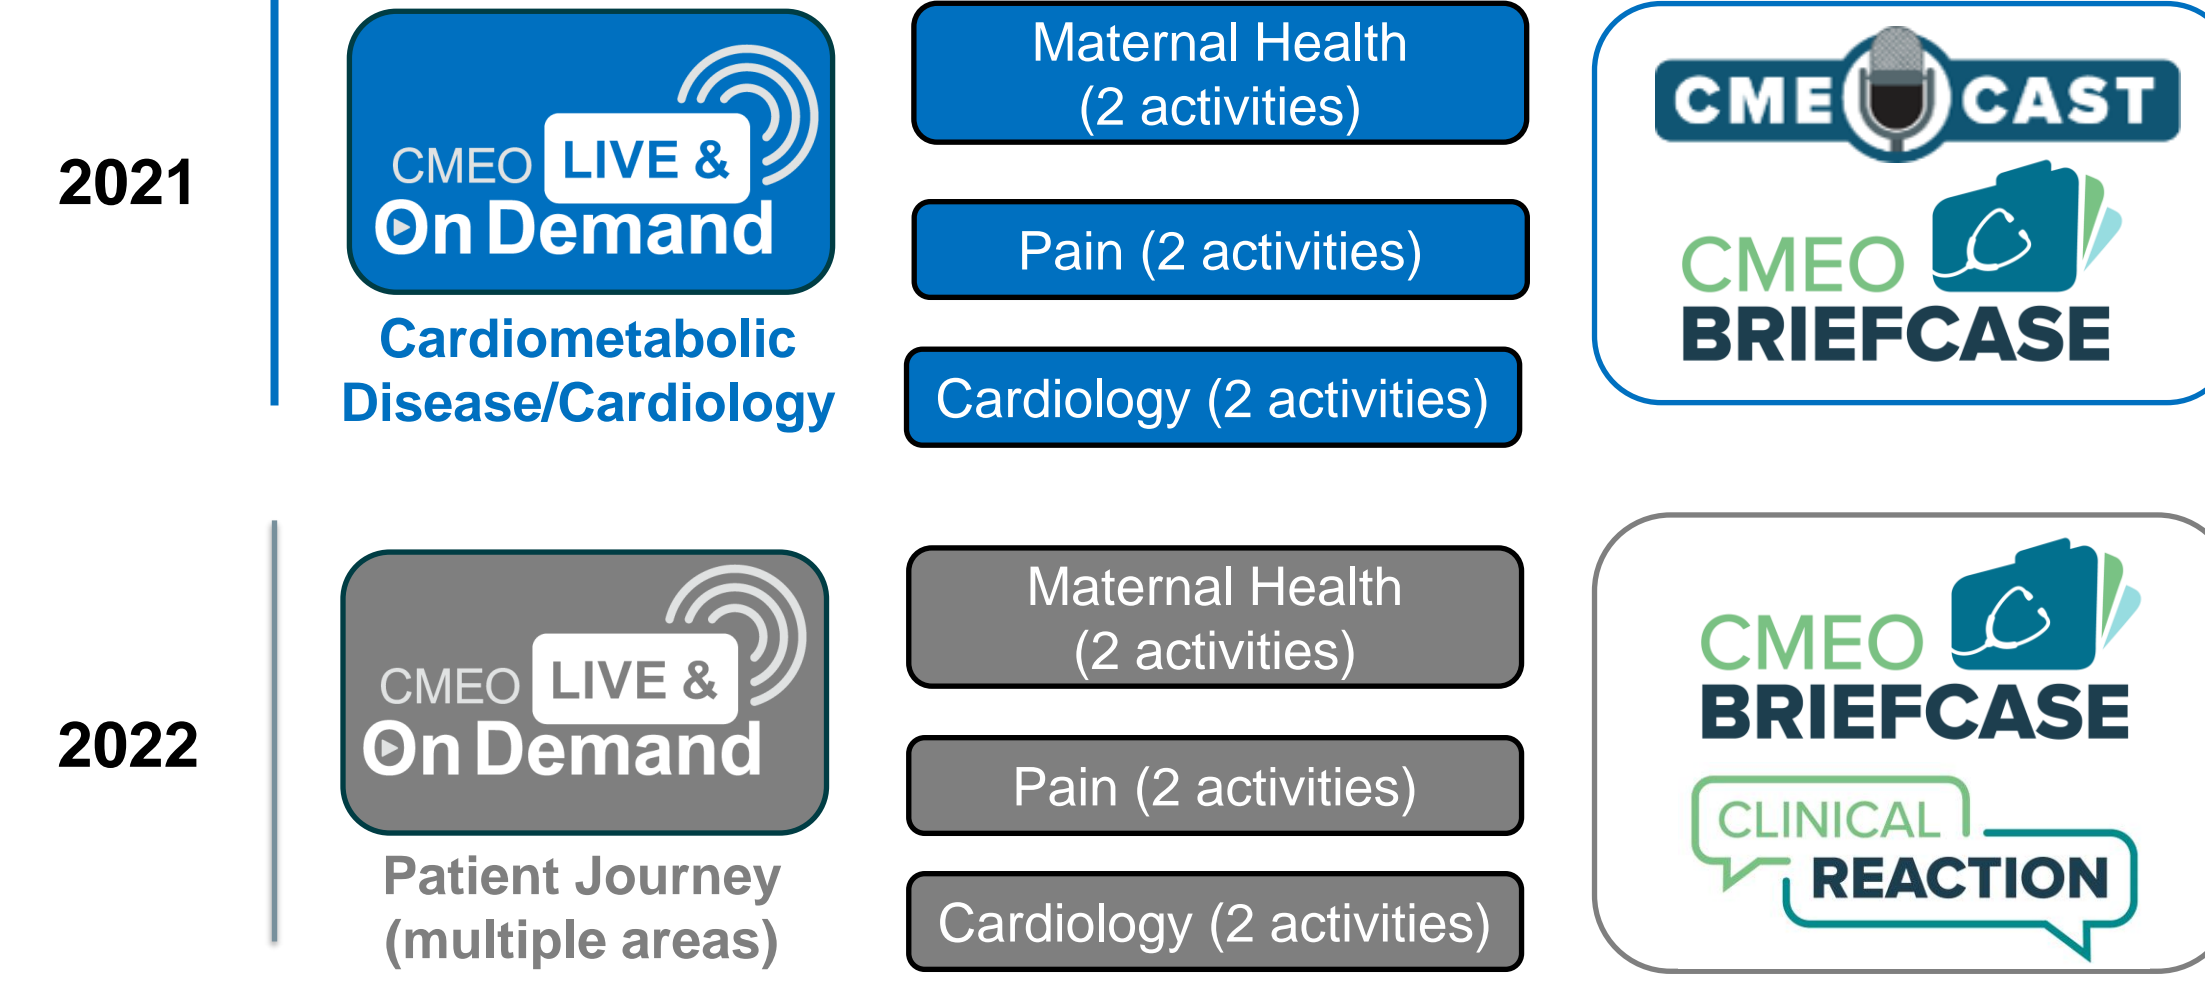 2021
CMEO LIVE &
On Demand
Cardiometabolic
Disease/Cardiology
Maternal Health
(2 activities)
Pain (2 activities)
Cardiology (2 activities)
CME CAST
CMEO
BRIEFCASE
2022
CMEO LIVE &
On Demand
Patient Journey
(multiple areas)
Maternal Health
(2 activities)
Pain (2 activities)
Cardiology (2 activities)
CMEO
BRIEFCASE
CLINICAL
REACTION